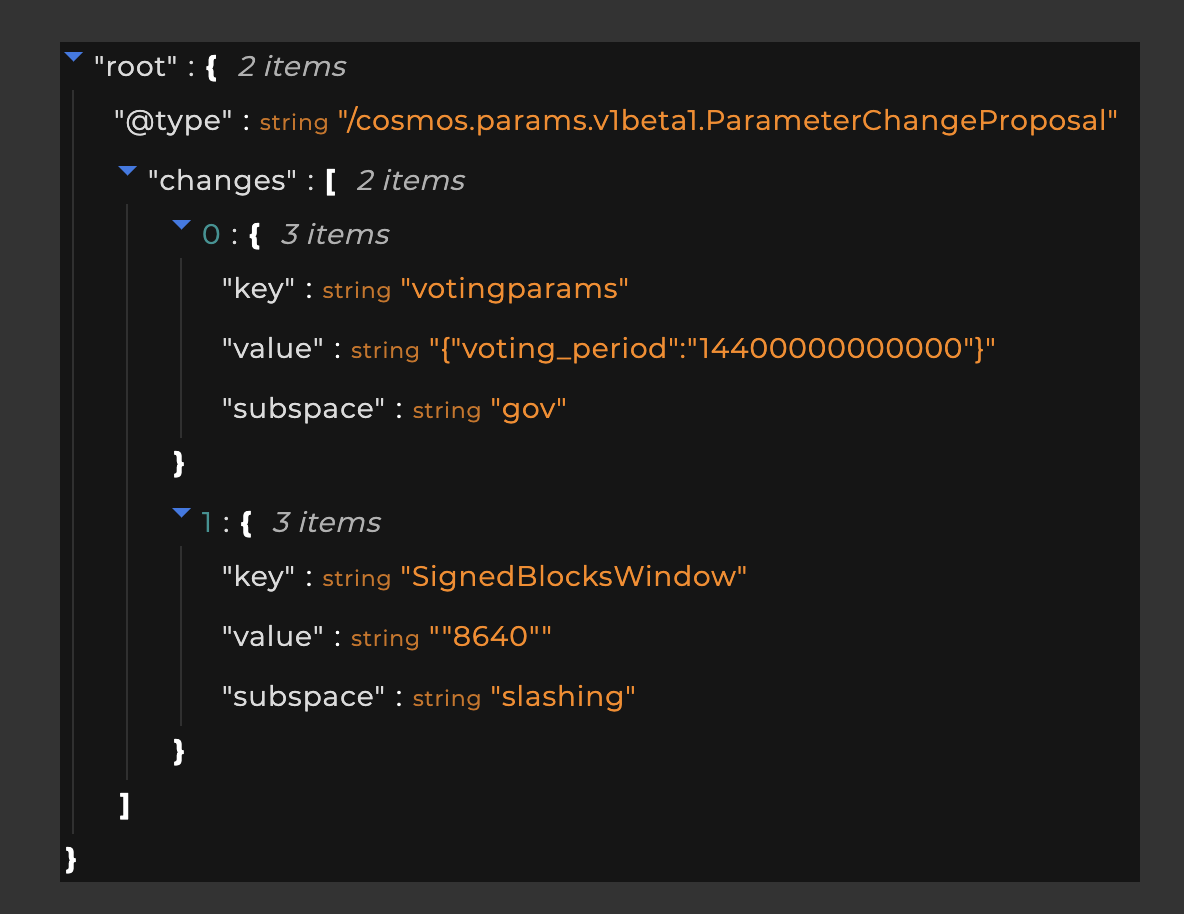 "root" : { 2 items
"@type" : string "/cosmos.params.v1beta1.ParameterChangeProposal"
"changes" : [ 2 items
0 : { 3 items
"key" : string "votingparams"
"value" : string "{"voting_period":"14400000000000"}"
"subspace" : string "gov"
}
1 : { 3 items
"key" : string "SignedBlocksWindow"
"value" : string ""8640""
"subspace" : string "slashing"
}
]
}